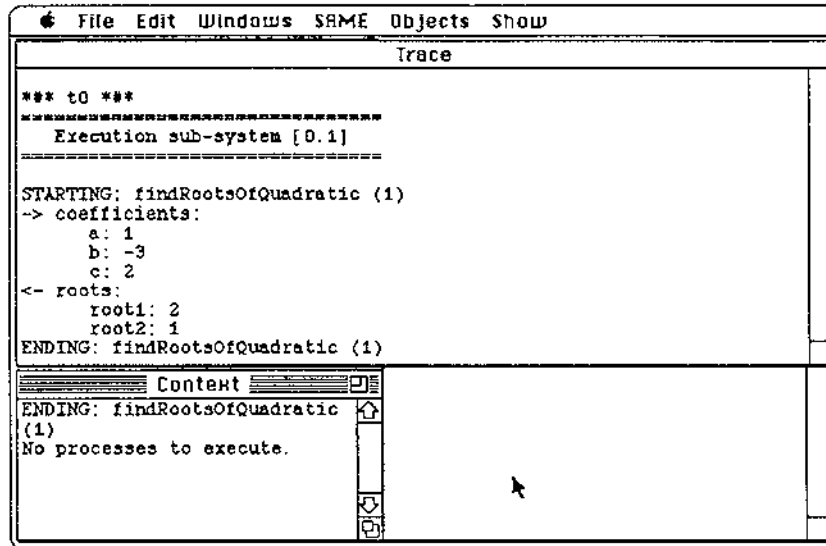 File Edit Windows SAME Objects Show
Trace
*** t0 ***
====================================
Execution sub-system [0.1]
====================================
STARTING: findRootsOfQuadratic (1)
-> coefficients:
a: 1
b: -3
c: 2
<- roots:
root1: 2
root2: 1
ENDING: findRootsOfQuadratic (1)
Context
ENDING: findRootsOfQuadratic
(1)
No processes to execute.